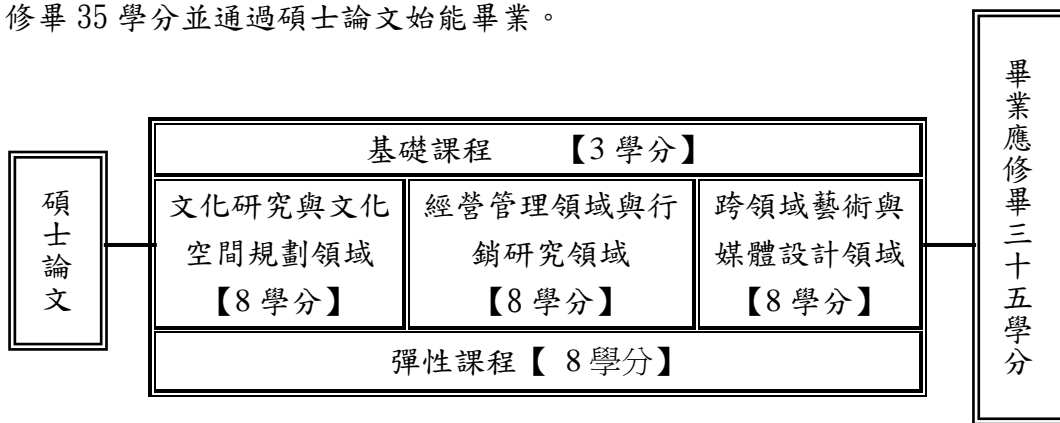 修畢 35 學分並通過碩士論文始能畢業。
碩士論文
基礎課程 【3 學分】
文化研究與文化
空間規劃領域
【8 學分】
經營管理領域與行
銷研究領域
【8 學分】
跨領域藝術與
媒體設計領域
【8 學分】
彈性課程【 8 學分】
畢業應修畢三十五學分